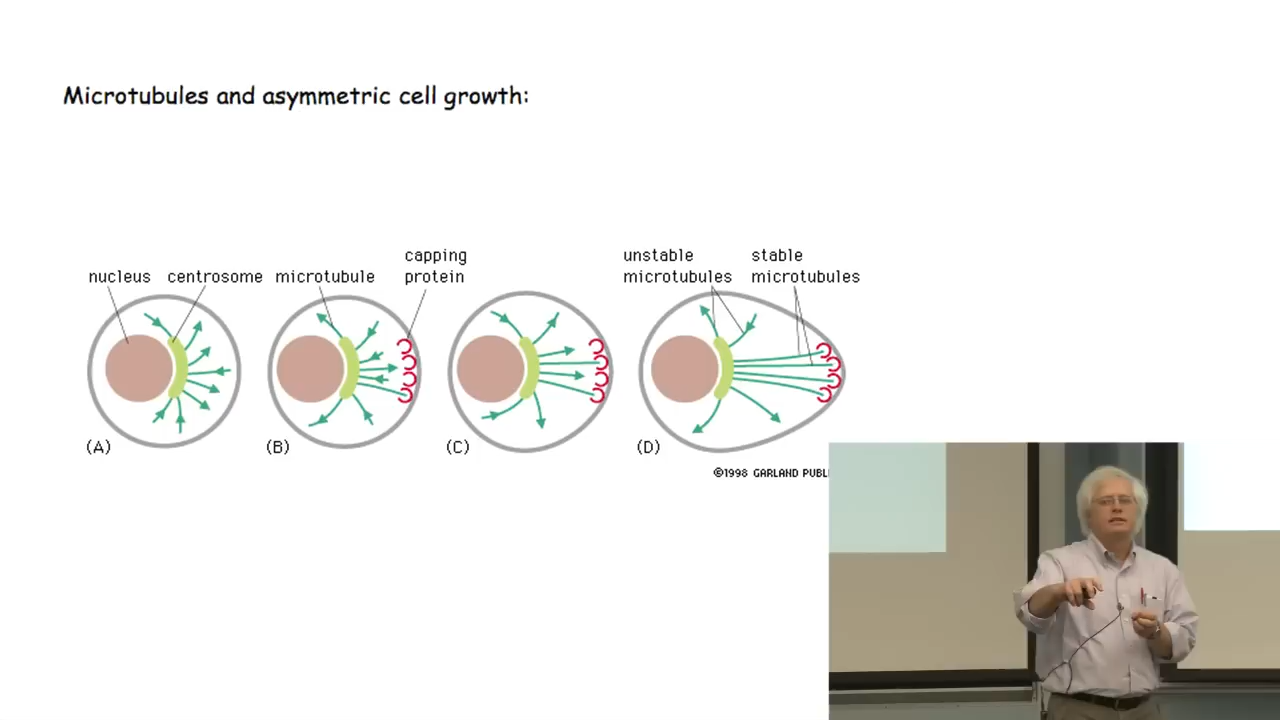 Microtubules and asymmetric cell growth:
capping
protein
unstable
microtubules
stable
microtubules
nucleus
centrosome
microtubule
(A)
(B)
(C)
(D)
©1998 GARLAND PUBL